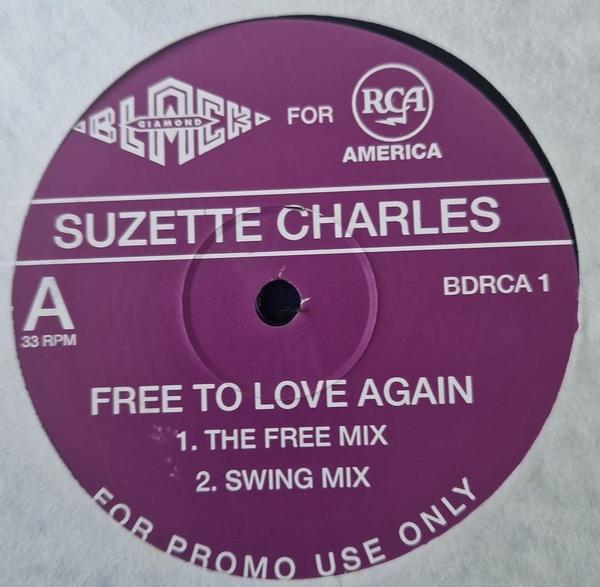 BLACK
DIAMOND
FOR
RCA
AMERICA
SUZETTE CHARLES
A
33 RPM
BDRCA 1
FREE TO LOVE AGAIN
1. THE FREE MIX
2. SWING MIX
FOR PROMO USE ONLY